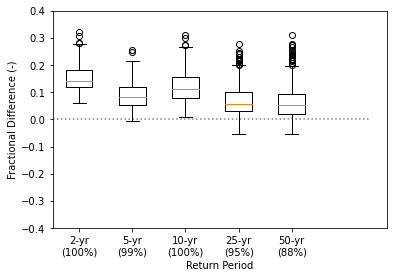 Fractional Difference (-)
0.4
0.3
0.2
0.1
0.0
−0.1
−0.2
−0.3
−0.4
2-yr 5-yr 10-yr 25-yr 50-yr
(100%) (99%) (100%) (95%) (88%)
Return Period